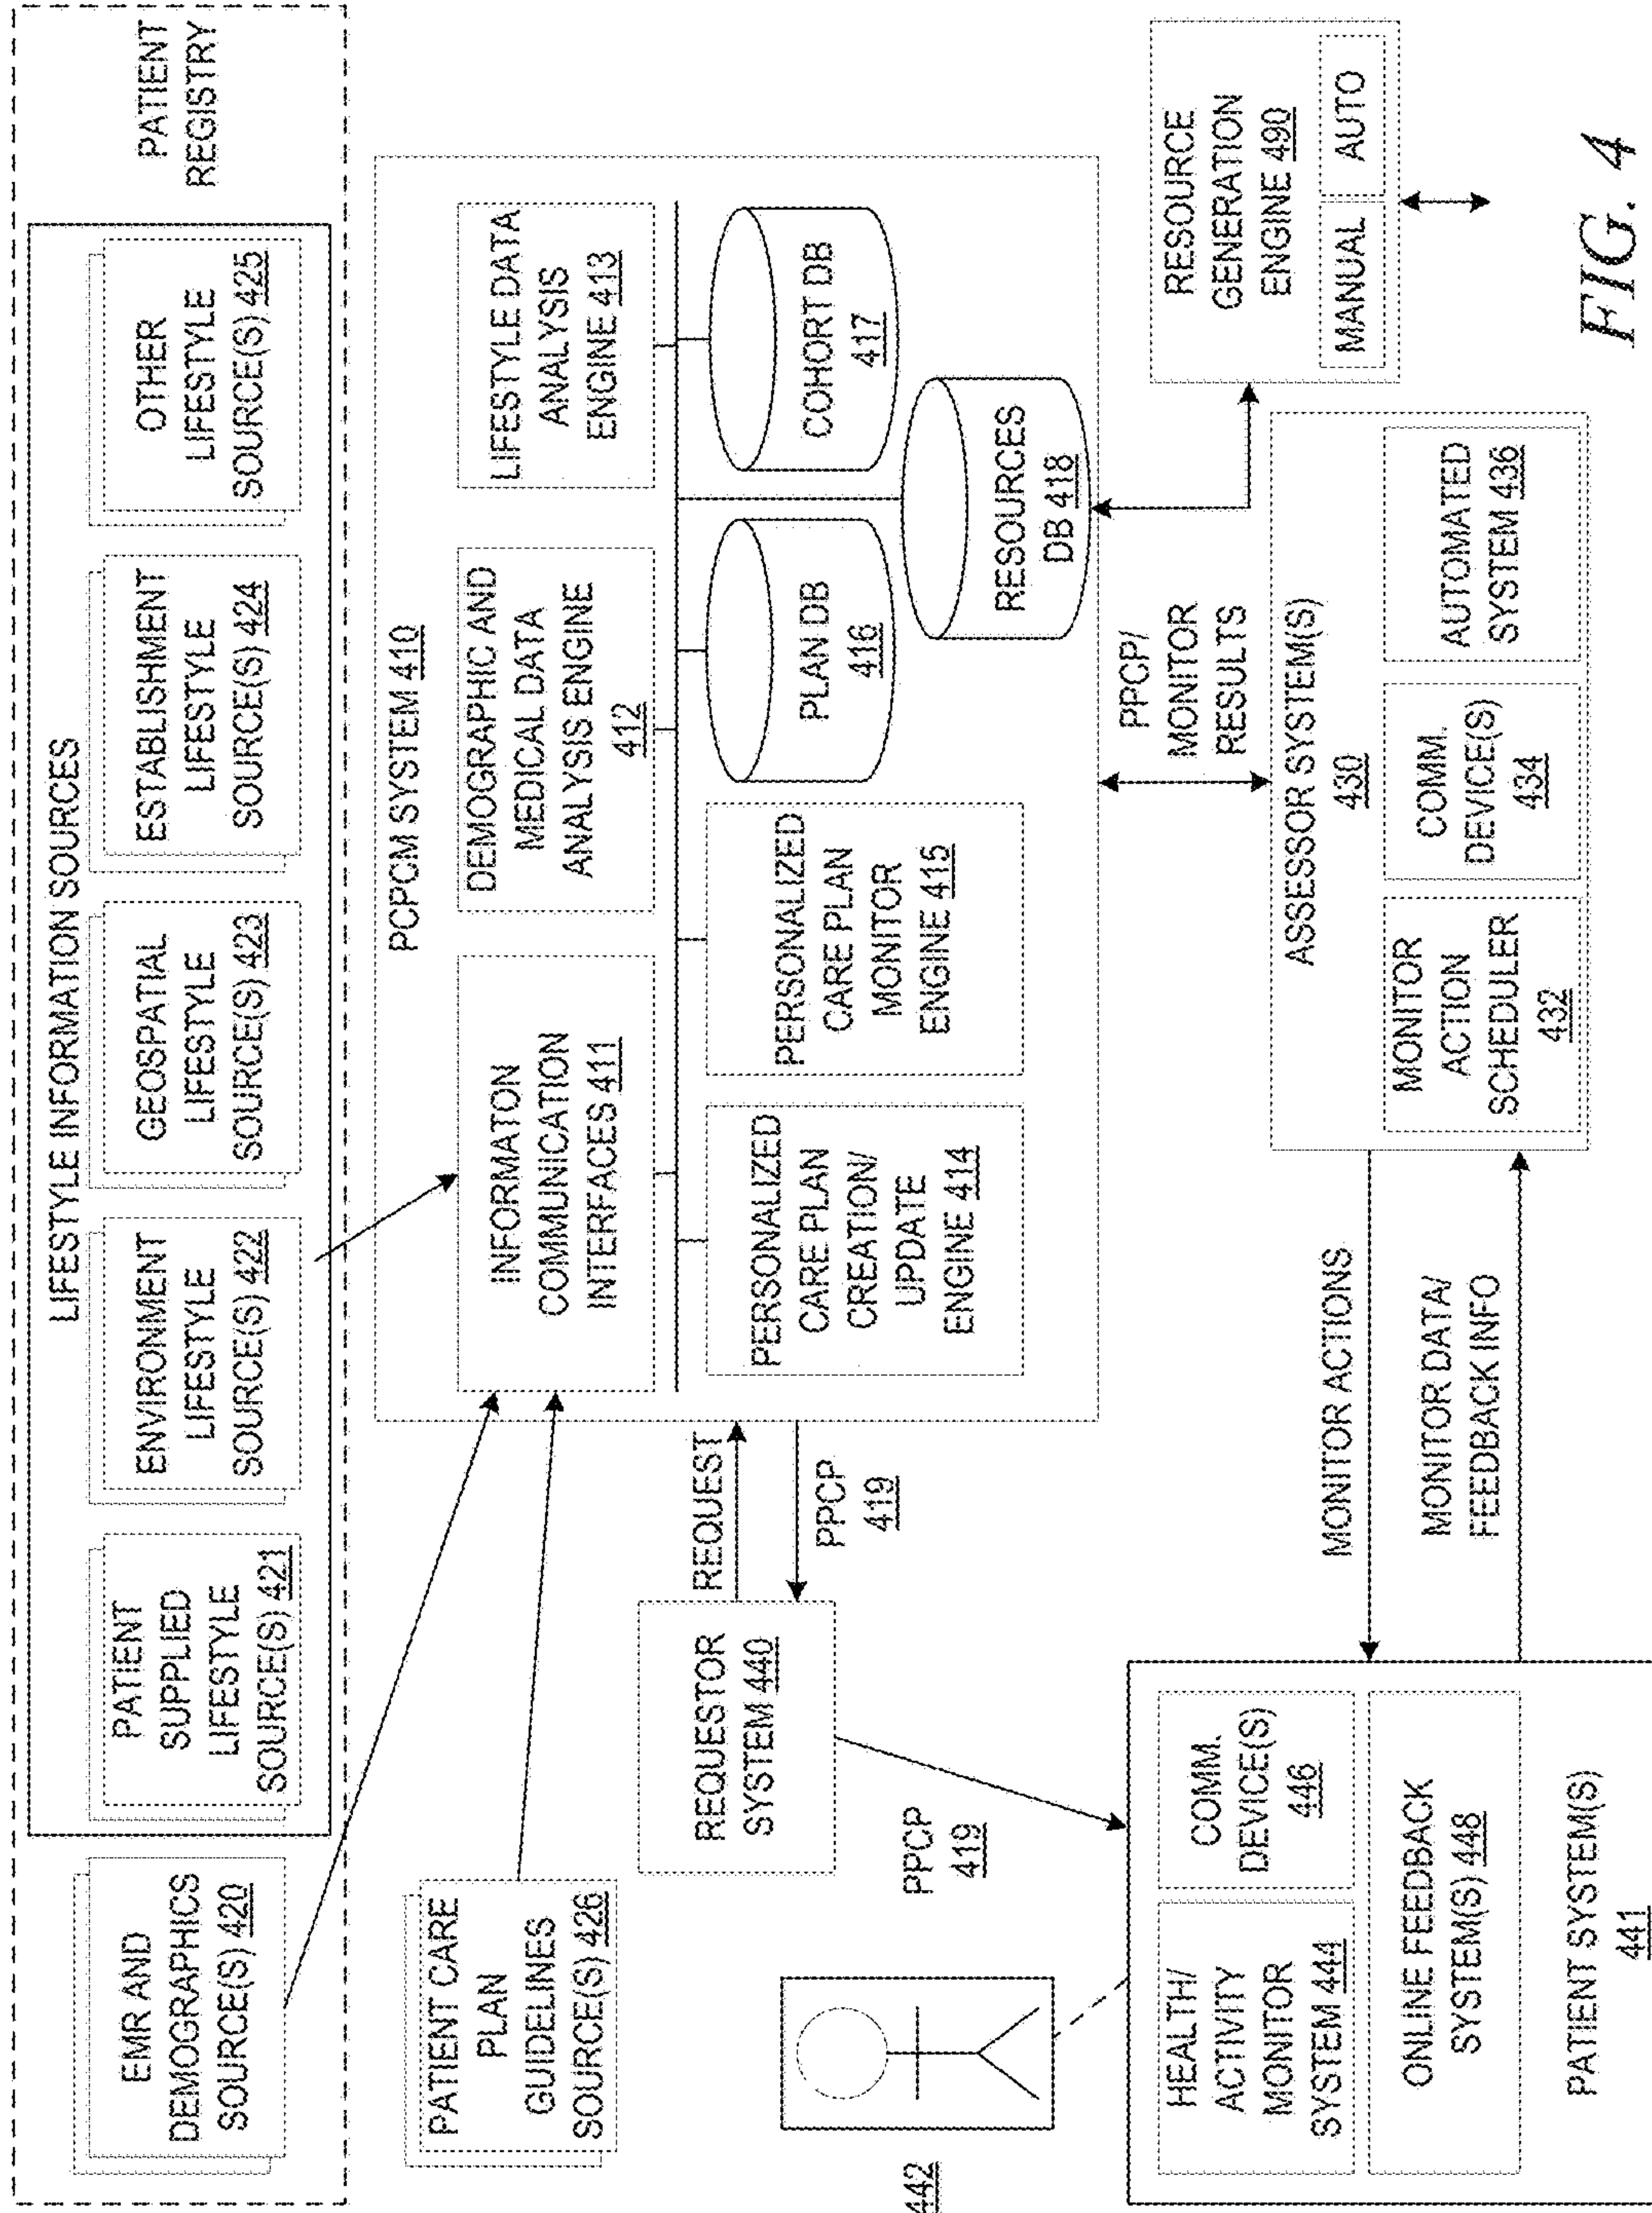 PATIENT
REGISTRY
LIFESTYLE INFORMATION SOURCES
EMR AND
DEMOGRAPHICS
SOURCE(S) 420
PATIENT
SUPPLIED
LIFESTYLE
SOURCE(S) 421
ENVIRONMENT
LIFESTYLE
SOURCE(S) 422
GEOSPATIAL
LIFESTYLE
SOURCE(S) 423
ESTABLISHMENT
LIFESTYLE
SOURCE(S) 424
OTHER
LIFESTYLE
SOURCE(S) 425
PATIENT CARE
PLAN
GUIDELINES
SOURCE(S) 426
PCPCM SYSTEM 410
INFORMATON
COMMUNICATION
INTERFACES 411
DEMOGRAPHIC AND
MEDICAL DATA
ANALYSIS ENGINE
412
LIFESTYLE DATA
ANALYSIS
ENGINE 413
PERSONALIZED
CARE PLAN
CREATION/
UPDATE
ENGINE 414
PERSONALIZED
CARE PLAN
MONITOR
ENGINE 415
PLAN DB
416
COHORT DB
417
RESOURCES
DB 418
REQUESTOR
SYSTEM 440
REQUEST
PPCP
419
PPCP
419
442
HEALTH/
ACTIVITY
MONITOR
SYSTEM 444
COMM.
DEVICE(S)
446
ONLINE FEEDBACK
SYSTEM(S) 448
PATIENT SYSTEM(S)
441
MONITOR ACTIONS
MONITOR DATA/
FEEDBACK INFO
PPCP/
MONITOR
RESULTS
ASSESSOR SYSTEM(S)
430
MONITOR
ACTION
SCHEDULER
432
COMM.
DEVICE(S)
434
AUTOMATED
SYSTEM 436
RESOURCE
GENERATION
ENGINE 490
MANUAL
AUTO
FIG. 4